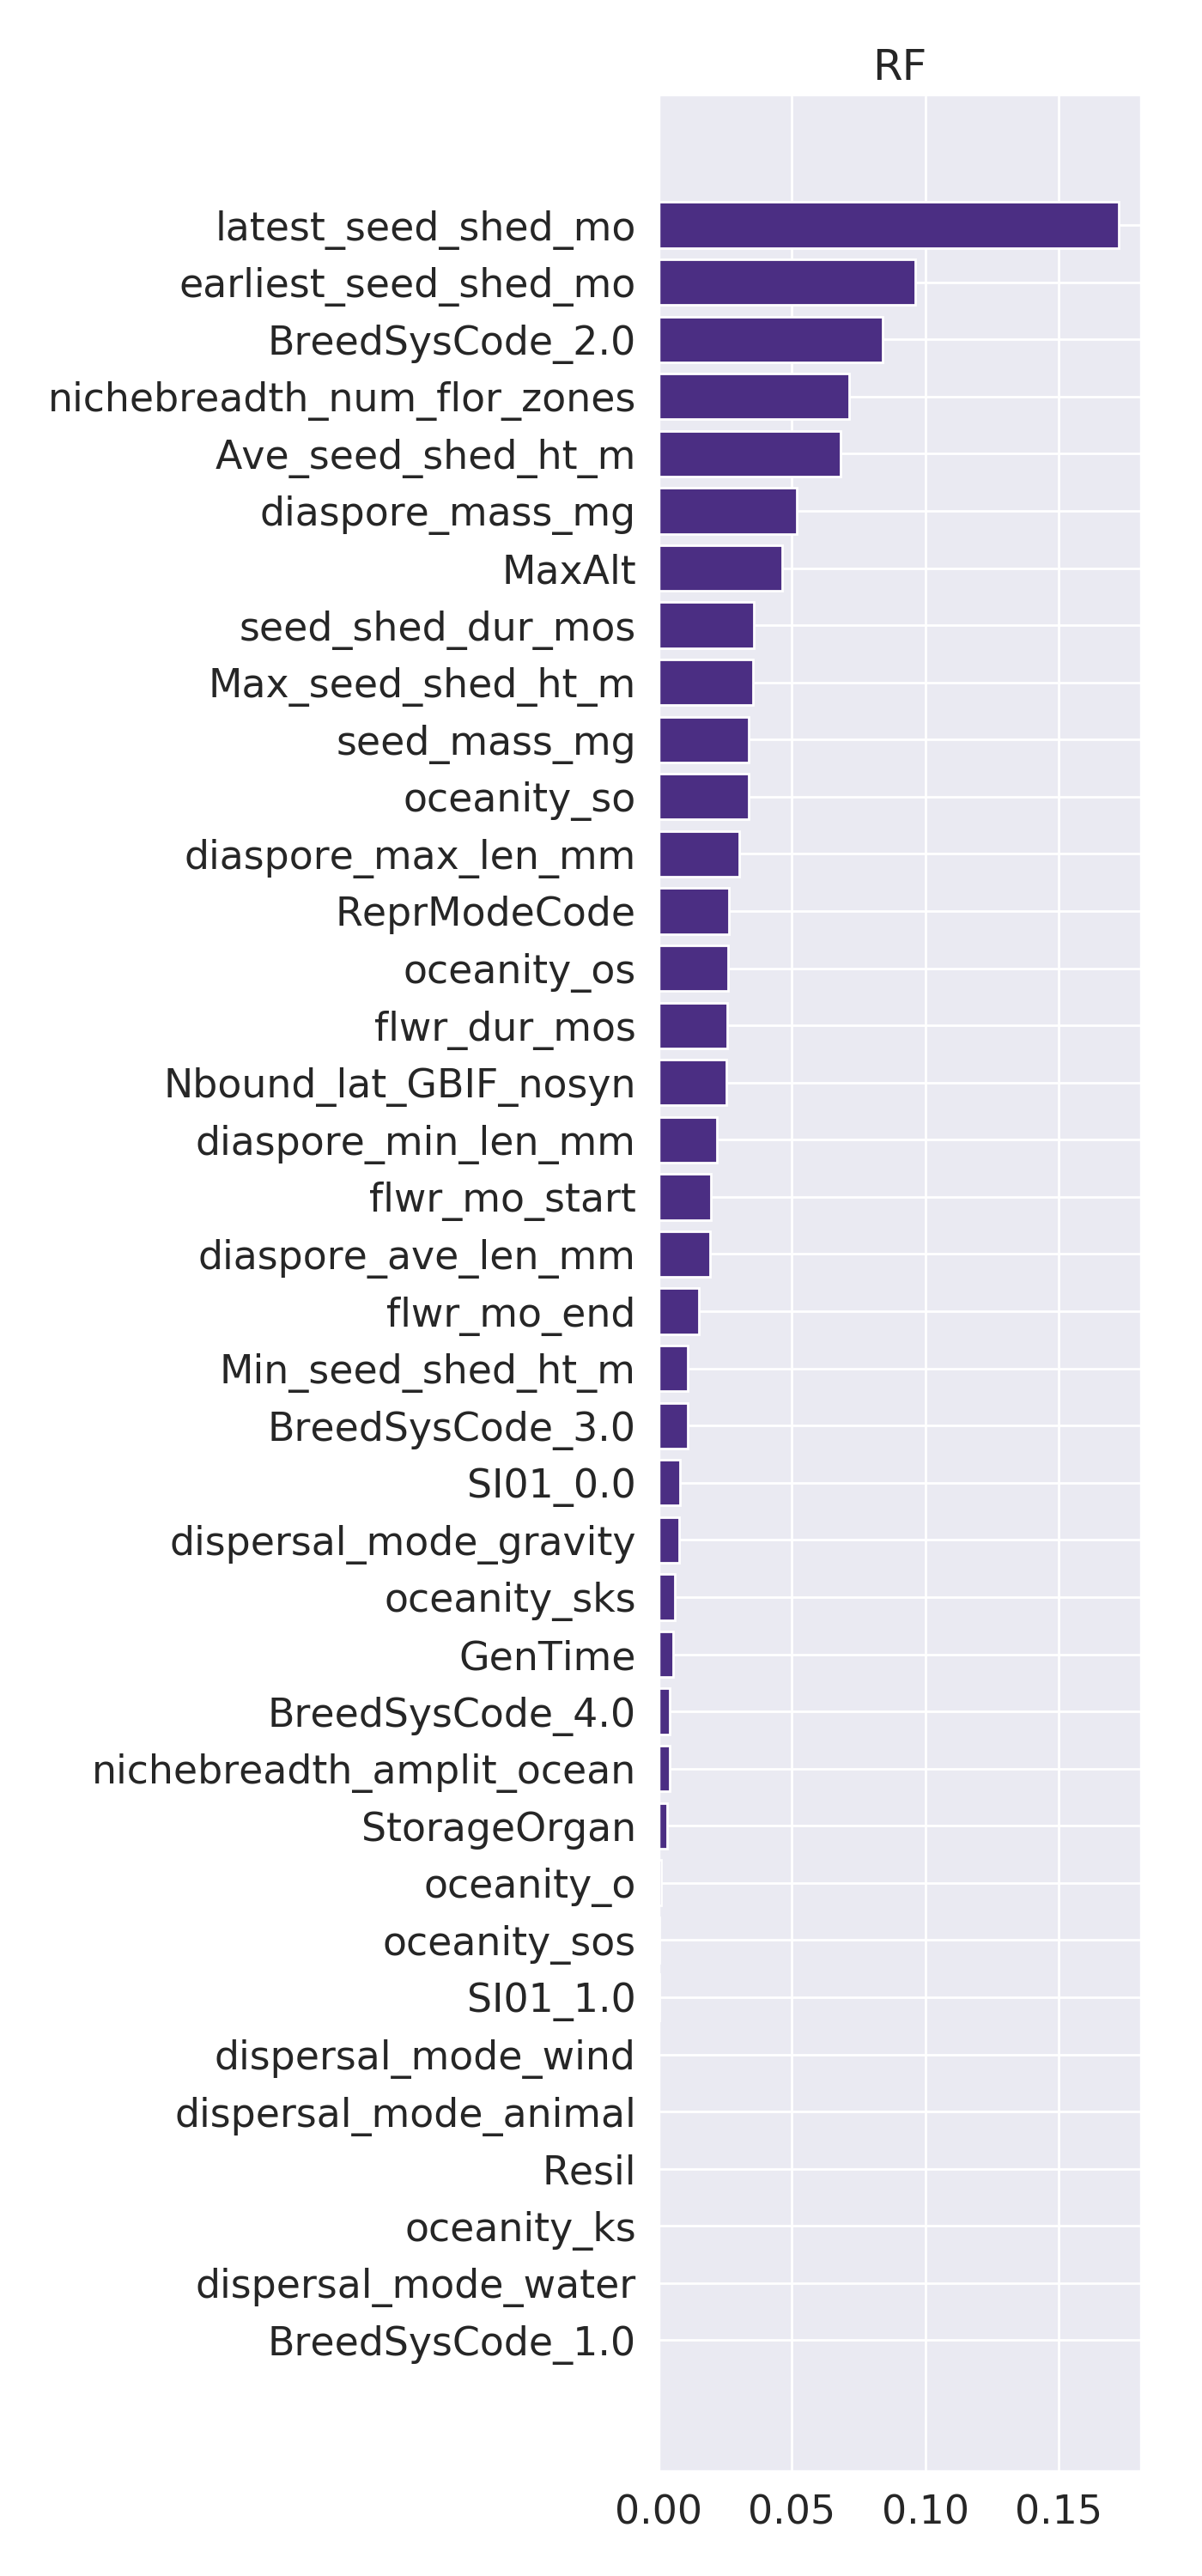 RF
latest_seed_shed_mo
earliest_seed_shed_mo
BreedSysCode_2.0
nichebreadth_num_flor_zones
Ave_seed_shed_ht_m
diaspore_mass_mg
MaxAlt
seed_shed_dur_mos
Max_seed_shed_ht_m
seed_mass_mg
oceanity_so
diaspore_max_len_mm
ReprModeCode
oceanity_os
flwr_dur_mos
Nbound_lat_GBIF_nosyn
diaspore_min_len_mm
flwr_mo_start
diaspore_ave_len_mm
flwr_mo_end
Min_seed_shed_ht_m
BreedSysCode_3.0
SI01_0.0
dispersal_mode_gravity
oceanity_sks
GenTime
BreedSysCode_4.0
nichebreadth_amplit_ocean
StorageOrgan
oceanity_o
oceanity_sos
SI01_1.0
dispersal_mode_wind
dispersal_mode_animal
Resil
oceanity_ks
dispersal_mode_water
BreedSysCode_1.0
0.00 0.05 0.10 0.15